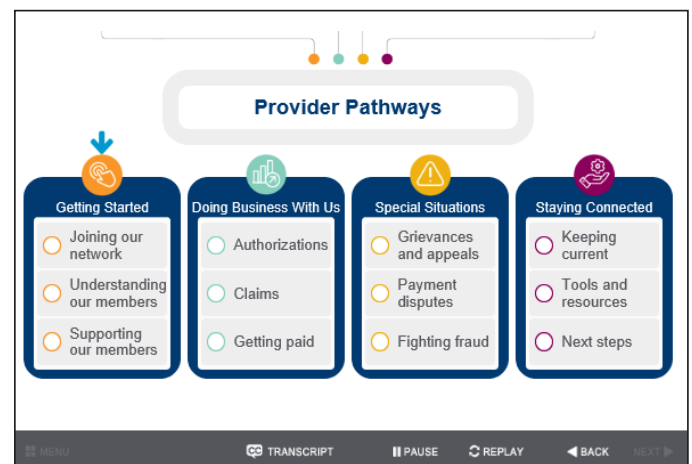 Provider Pathways
Getting Started
Joining our
network
Understanding
our members
Supporting
our members
Doing Business With Us
Authorizations
Claims
Getting paid
Special Situations
Grievances
and appeals
Payment
disputes
Fighting fraud
Staying Connected
Keeping
current
Tools and
resources
Next steps
MENU
CC TRANSCRIPT
PAUSE
REPLAY
BACK
NEXT